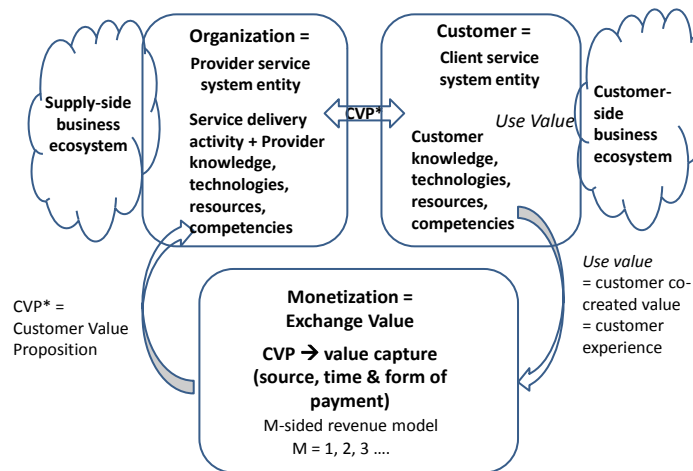 Organization =
Provider service
system entity
Service delivery
activity + Provider
knowledge,
technologies,
resources,
competencies
Customer =
Client service
system entity
Use Value
Customer
knowledge,
technologies,
resources,
competencies
CVP*
Supply-side
business
ecosystem
Customer-
side
business
ecosystem
CVP* =
Customer Value
Proposition
Monetization =
Exchange Value
CVP → value capture
(source, time & form of
payment)
M-sided revenue model
M = 1, 2, 3 ....
Use value
= customer co-
created value
= customer
experience